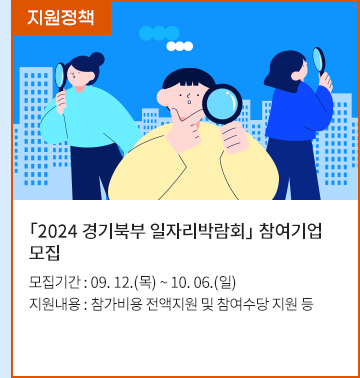 지원정책
「2024 경기북부 일자리박람회」 참여기업
모집
모집기간 : 09. 12.(목) ~ 10. 06.(일)
지원내용 : 참가비용 전액지원 및 참여수당 지원 등